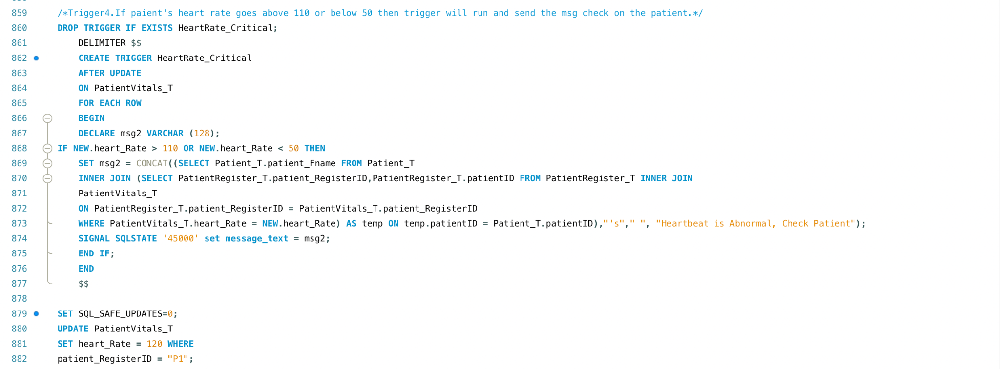 859 /*Trigger4.If paient's heart rate goes above 110 or below 50 then trigger will run and send the msg check on the patient.*/
860 DROP TRIGGER IF EXISTS HeartRate_Critical;
861 DELIMITER $$
862 CREATE TRIGGER HeartRate_Critical
863 AFTER UPDATE
864 ON PatientVitals_T
865 FOR EACH ROW
866 BEGIN
867 DECLARE msg2 VARCHAR (128);
868 IF NEW.heart_Rate > 110 OR NEW.heart_Rate < 50 THEN
869 SET msg2 = CONCAT((SELECT Patient_T.patient_Fname FROM Patient_T
870 INNER JOIN (SELECT PatientRegister_T.patient_RegisterID,PatientRegister_T.patientID FROM PatientRegister_T INNER JOIN
871 PatientVitals_T
872 ON PatientRegister_T.patient_RegisterID = PatientVitals_T.patient_RegisterID
873 WHERE PatientVitals_T.heart_Rate = NEW.heart_Rate) AS temp ON temp.patientID = Patient_T.patientID),"'s"," ", "Heartbeat is Abnormal, Check Patient");
874 SIGNAL SQLSTATE '45000' set message_text = msg2;
875 END IF;
876 END
877 $$
878
879 SET SQL_SAFE_UPDATES=0;
880 UPDATE PatientVitals_T
881 SET heart_Rate = 120 WHERE
882 patient_RegisterID = "P1";